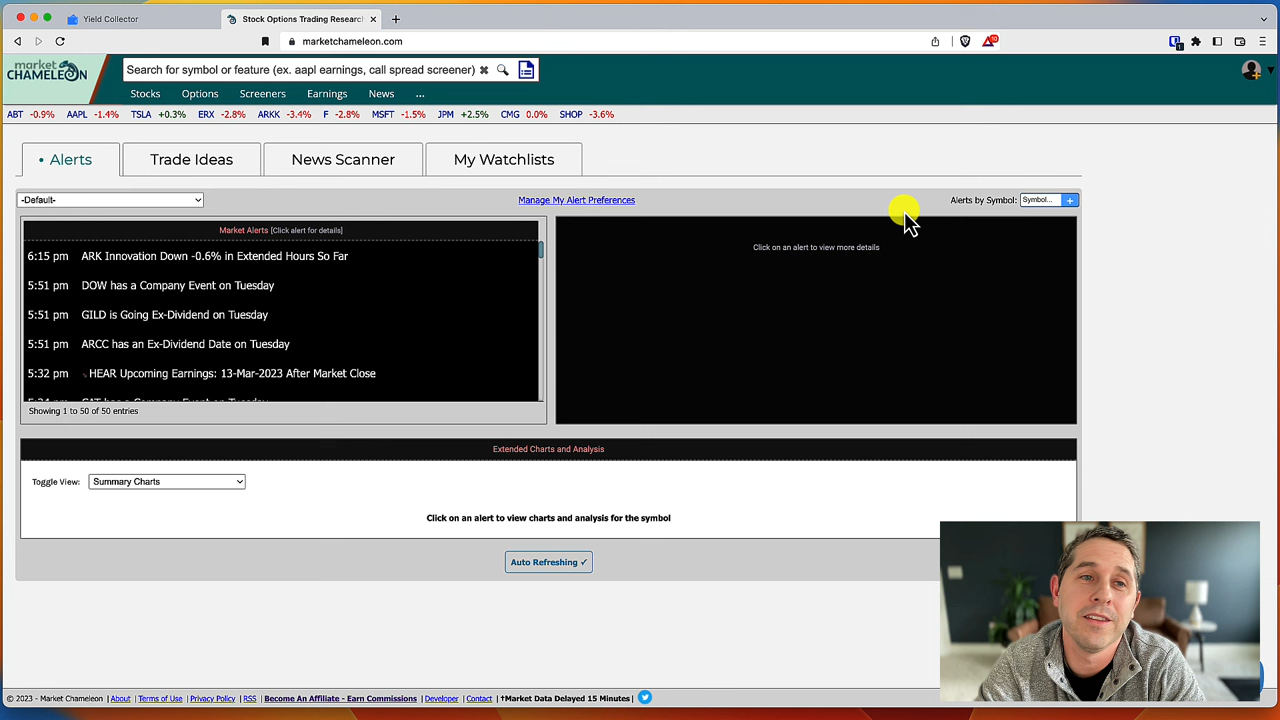 Yield Collector
Stock Options Trading Researc
marketchameleon.com
market
CHAMELEON
Search for symbol or feature (ex. aapl earnings, call spread screener)
Stocks Options Screeners Earnings News ...
ABT -0.9% AAPL -1.4% TSLA +0.3% ERX -2.8% ARKK -3.4% F -2.8% MSFT -1.5% JPM +2.5% CMG 0.0% SHOP -3.6%
• Alerts Trade Ideas News Scanner My Watchlists
-Default- Manage My Alert Preferences Alerts by Symbol: Symbol... +
Market Alerts [Click alert for details]
Click on an alert to view more details
6:15 pm ARK Innovation Down -0.6% in Extended Hours So Far
5:51 pm DOW has a Company Event on Tuesday
5:51 pm GILD is Going Ex-Dividend on Tuesday
5:51 pm ARCC has an Ex-Dividend Date on Tuesday
5:32 pm HEAR Upcoming Earnings: 13-Mar-2023 After Market Close
Showing 1 to 50 of 50 entries
Extended Charts and Analysis
Toggle View: Summary Charts
Click on an alert to view charts and analysis for the symbol
Auto Refreshing ✓
© 2023 - Market Chameleon | About | Terms of Use | Privacy Policy | RSS | Become An Affiliate - Earn Commissions | Developer | Contact | †Market Data Delayed 15 Minutes |